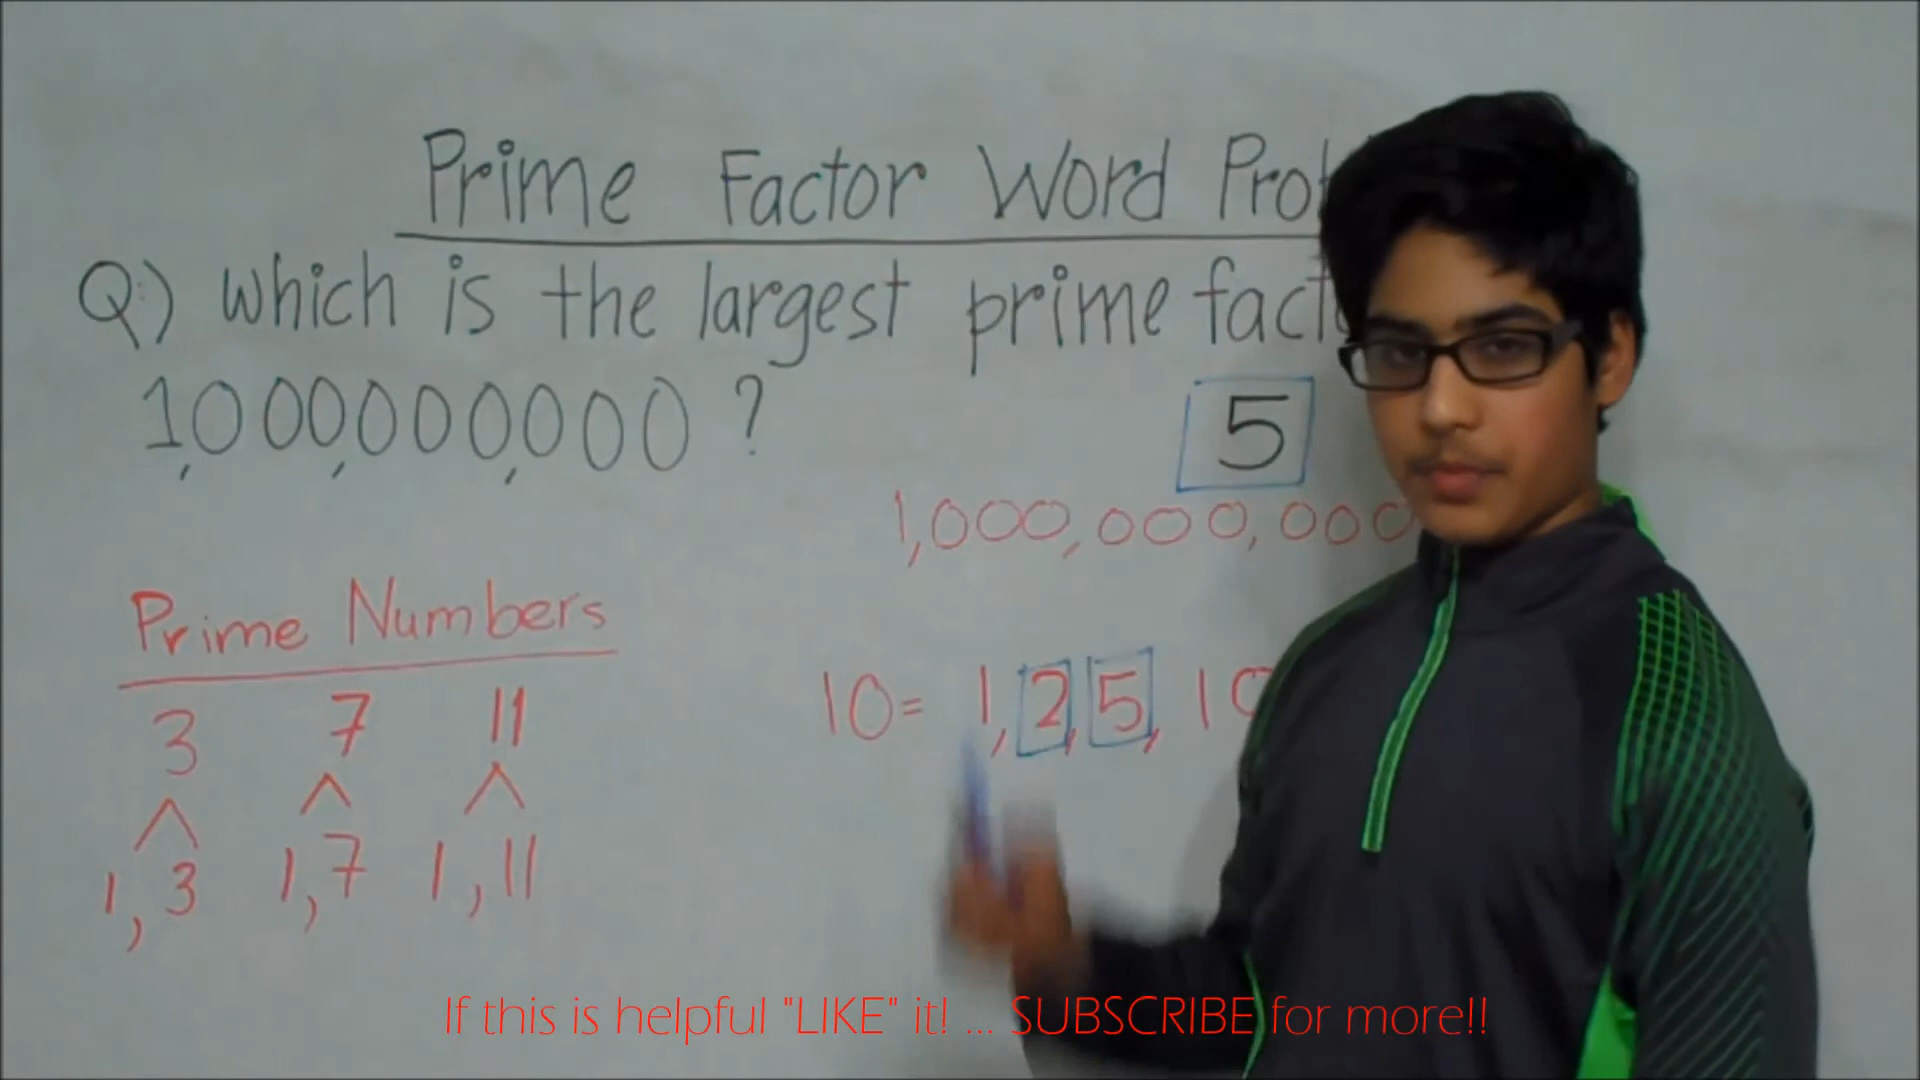 Prime Factor Word Pro
Q) which is the largest prime fact
1,000,000,000 ?
5
1,000,000,000
Prime Numbers
3 7 11
1, 3 1, 7 1, 11
10= 1, 2, 5, 10
If this is helpful "LIKE" it! ... SUBSCRIBE for more!!